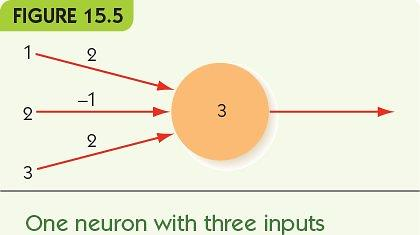 FIGURE 15.5
1 2
2 –1
3
2
3
One neuron with three inputs